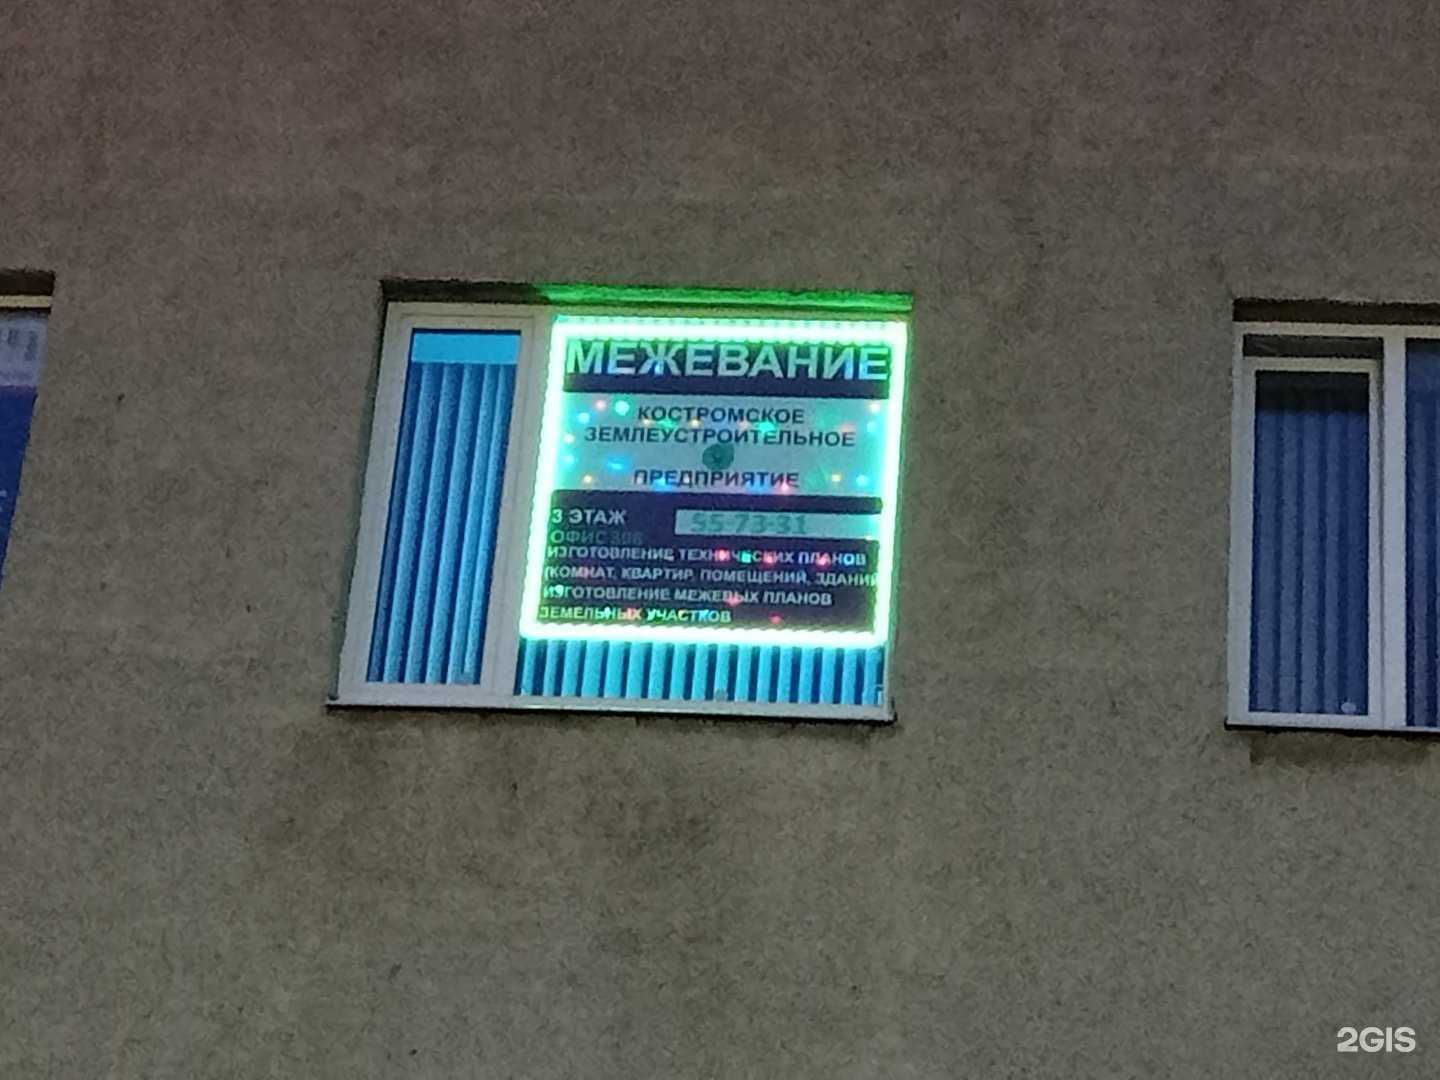 МЕЖЕВАНИЕ
КОСТРОМСКОЕ
ЗЕМЛЕУСТРОИТЕЛЬНОЕ
ПРЕДПРИЯТИЕ
3 ЭТАЖ
55-73-31
ОФИС
ИЗГОТОВЛЕНИЕ ТЕХНИЧЕСКИХ ПЛАНОВ
(КОМНАТ, КВАРТИР, ПОМЕЩЕНИЙ, ЗДАНИЙ
ИЗГОТОВЛЕНИЕ МЕЖЕВЫХ ПЛАНОВ
ЗЕМЕЛЬНЫХ УЧАСТКОВ
2GIS